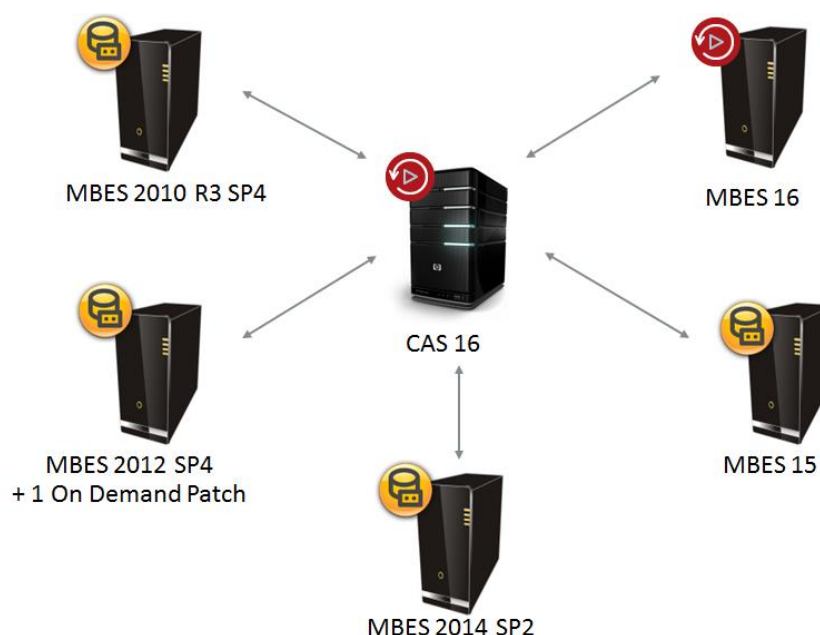 MBES 2010 R3 SP4
MBES 16
CAS 16
MBES 2012 SP4
+ 1 On Demand Patch
MBES 15
MBES 2014 SP2